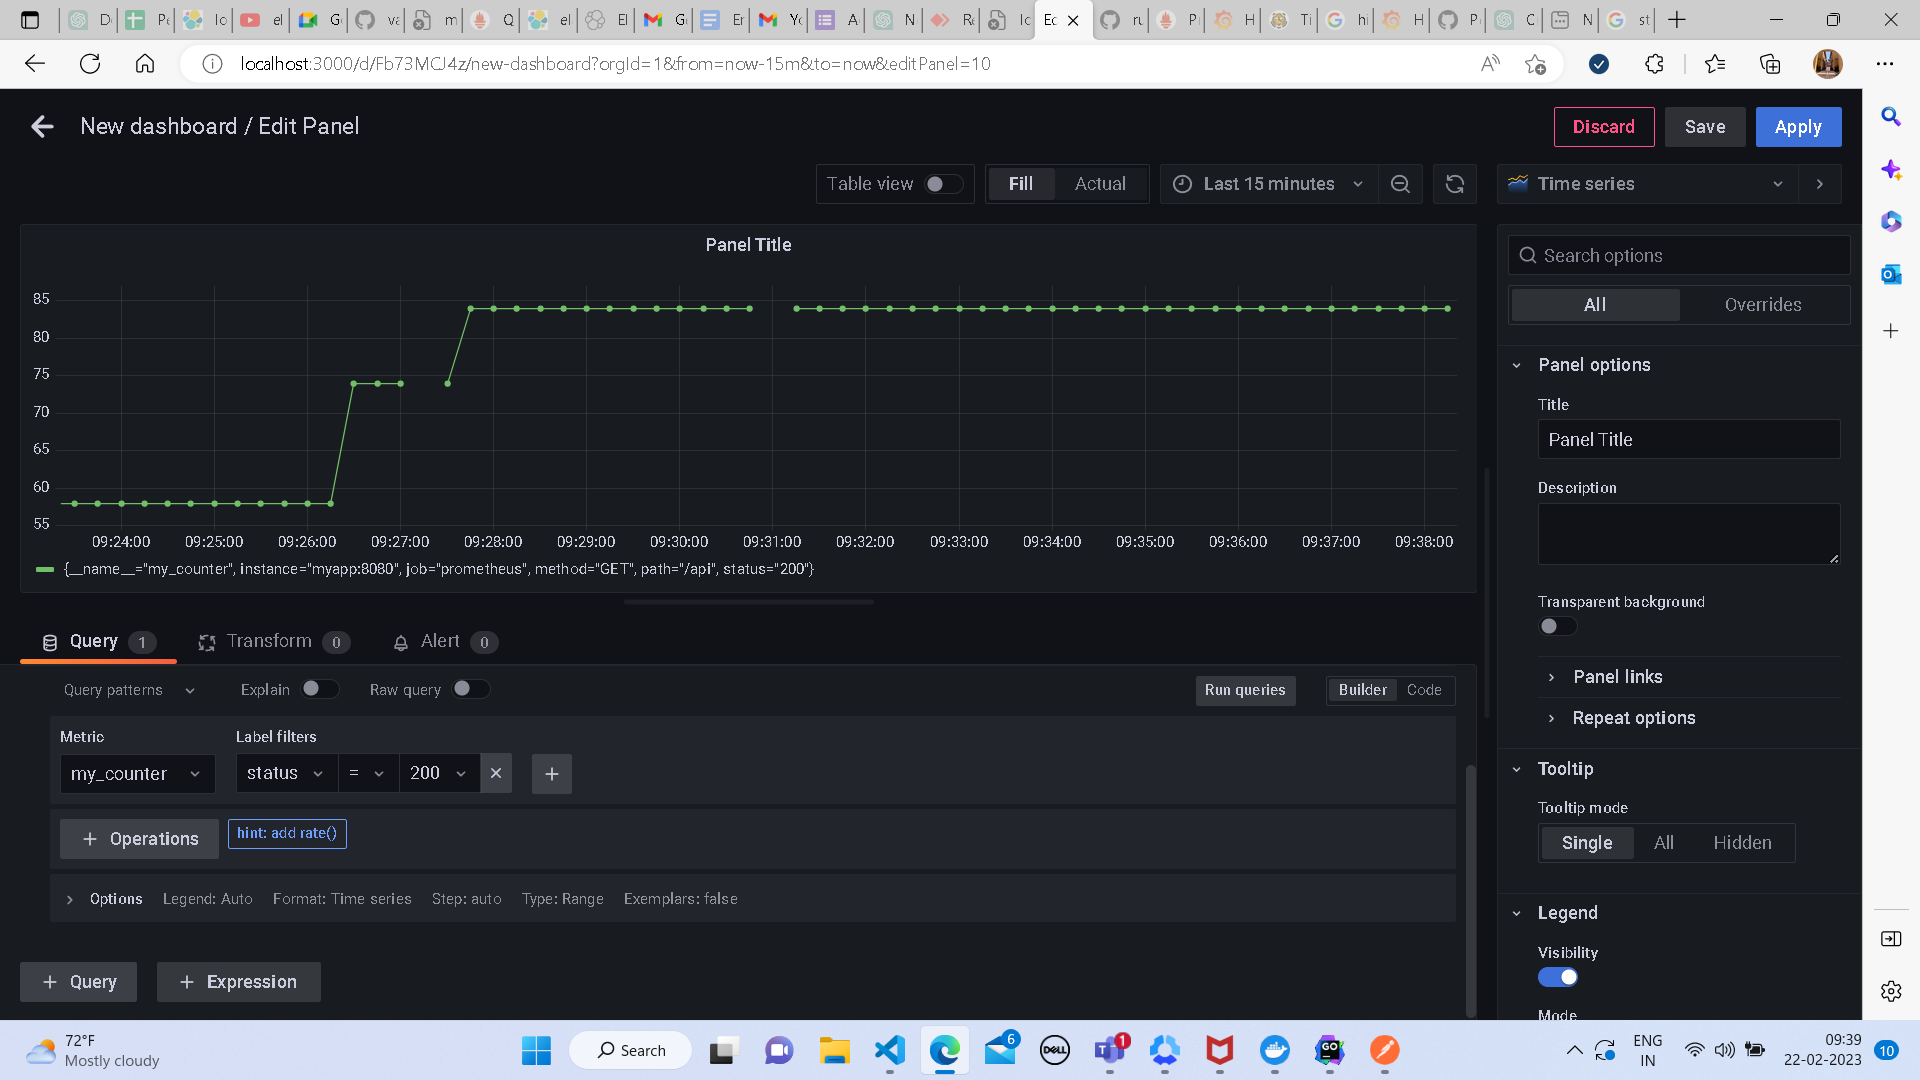 D
Pe
Io
el
G
va
m
Q
el
El
G
Er
Yo
A
N
Re
Ic
Ec
ru
P
H
Ti
hi
H
P
C
N
st
localhost:3000/d/Fb73MCJ4z/new-dashboard?orgId=1&from=now-15m&to=now&editPanel=10
New dashboard / Edit Panel
Discard
Save
Apply
Table view
Fill
Actual
Last 15 minutes
Time series
Panel Title
85
80
75
70
65
60
55
09:24:00
09:25:00
09:26:00
09:27:00
09:28:00
09:29:00
09:30:00
09:31:00
09:32:00
09:33:00
09:34:00
09:35:00
09:36:00
09:37:00
09:38:00
{__name__="my_counter", instance="myapp:8080", job="prometheus", method="GET", path="/api", status="200"}
Query 1
Transform 0
Alert 0
Query patterns
Explain
Raw query
Run queries
Builder
Code
Metric
Label filters
my_counter
status
=
200
+ Operations
hint: add rate()
Options
Legend: Auto
Format: Time series
Step: auto
Type: Range
Exemplars: false
+ Query
+ Expression
Search options
All
Overrides
Panel options
Title
Panel Title
Description
Transparent background
Panel links
Repeat options
Tooltip
Tooltip mode
Single
All
Hidden
Legend
Visibility
Mode
72°F
Mostly cloudy
Search
6
DELL
1
GO
ENG
IN
09:39
22-02-2023
10